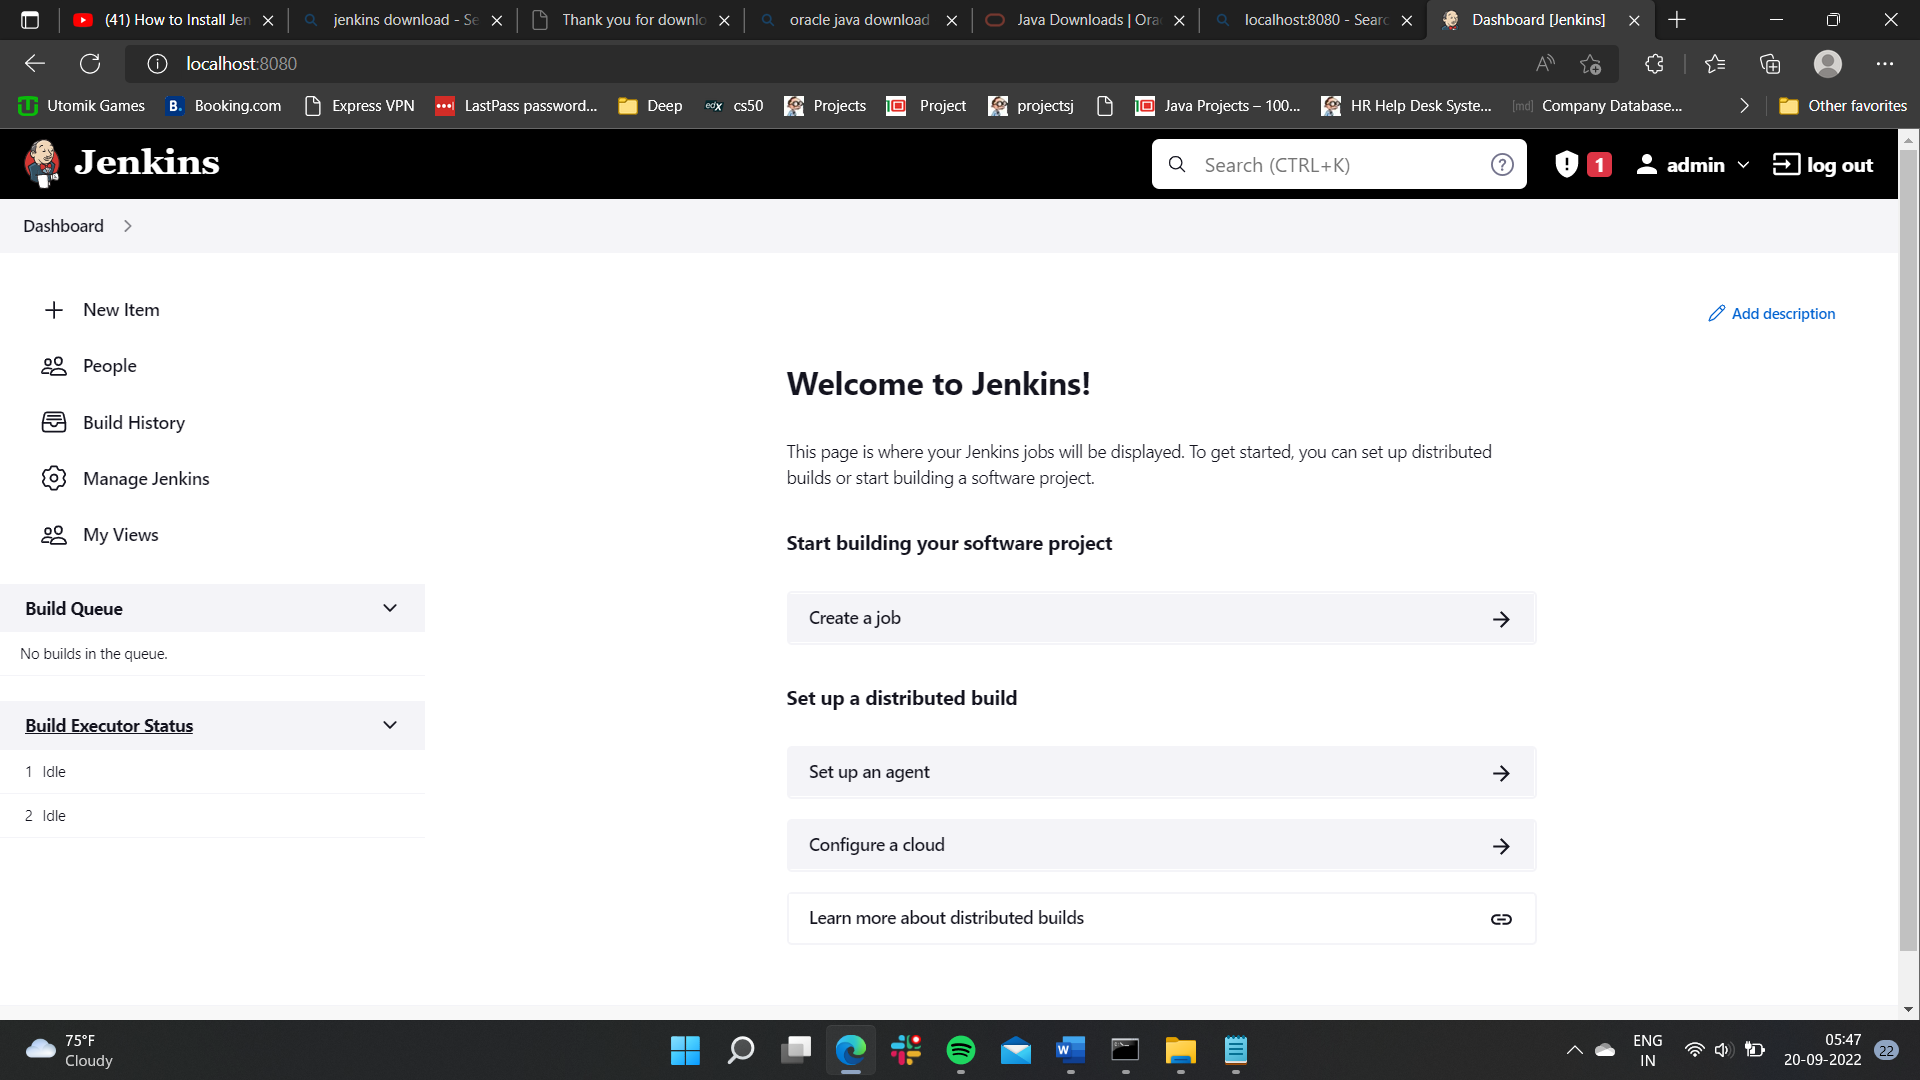 (41) How to Install Jen
jenkins download - Se
Thank you for downlo
oracle java download
Java Downloads | Ora
localhost:8080 - Searc
Dashboard [Jenkins]
localhost:8080
Utomik Games
B. Booking.com
Express VPN
LastPass password...
Deep
edX cs50
Projects
Project
projectsj
Java Projects – 100...
HR Help Desk Syste...
[md] Company Database...
Other favorites
Jenkins
Search (CTRL+K)
1
admin
log out
Dashboard
New Item
Add description
People
Build History
Manage Jenkins
My Views
Build Queue
No builds in the queue.
Build Executor Status
1 Idle
2 Idle
Welcome to Jenkins!
This page is where your Jenkins jobs will be displayed. To get started, you can set up distributed
builds or start building a software project.
Start building your software project
Create a job
Set up a distributed build
Set up an agent
Configure a cloud
Learn more about distributed builds
75°F
Cloudy
ENG
IN
05:47
20-09-2022
22